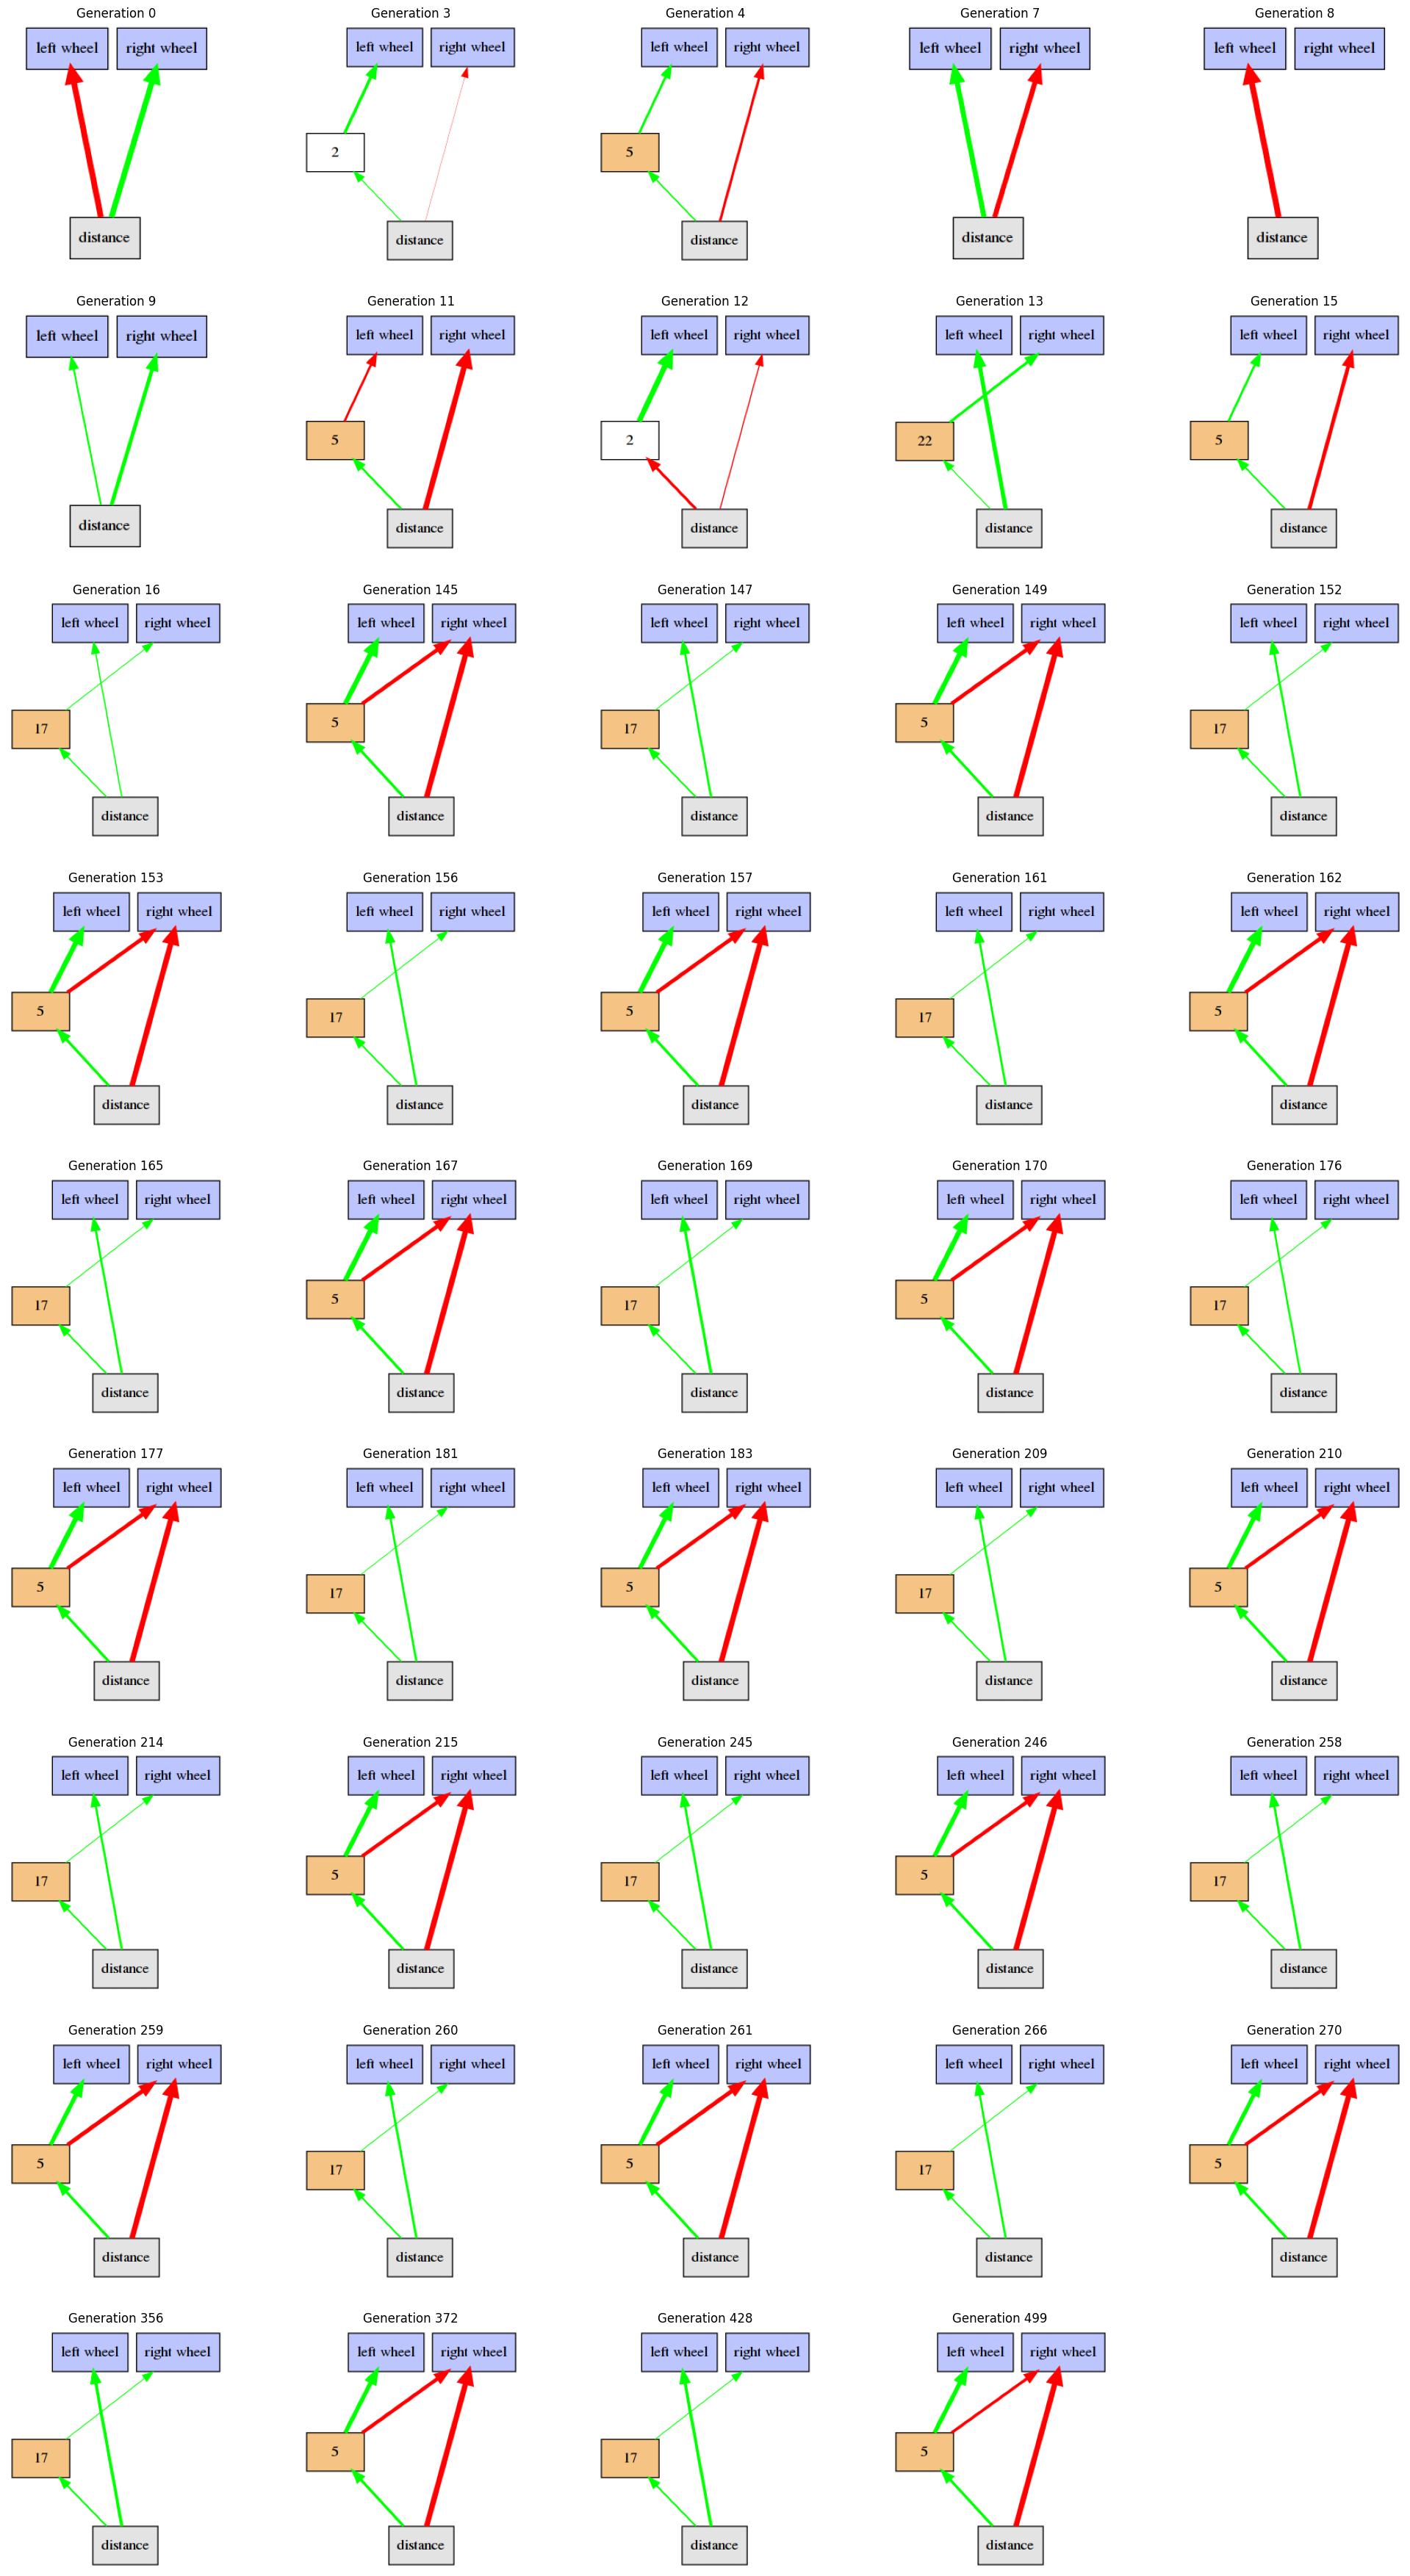 Generation 0
Generation 3
Generation 4
Generation 7
Generation 8
left wheel right wheel
left wheel right wheel
left wheel right wheel
left wheel right wheel
left wheel right wheel
2
5
distance
distance
distance
distance
distance
Generation 9
Generation 11
Generation 12
Generation 13
Generation 15
left wheel right wheel
left wheel right wheel
left wheel right wheel
left wheel right wheel
left wheel right wheel
5
2
22
5
distance
distance
distance
distance
distance
Generation 16
Generation 145
Generation 147
Generation 149
Generation 152
left wheel right wheel
left wheel right wheel
left wheel right wheel
left wheel right wheel
left wheel right wheel
17
5
17
5
17
distance
distance
distance
distance
distance
Generation 153
Generation 156
Generation 157
Generation 161
Generation 162
left wheel right wheel
left wheel right wheel
left wheel right wheel
left wheel right wheel
left wheel right wheel
5
17
5
17
5
distance
distance
distance
distance
distance
Generation 165
Generation 167
Generation 169
Generation 170
Generation 176
left wheel right wheel
left wheel right wheel
left wheel right wheel
left wheel right wheel
left wheel right wheel
17
5
17
5
17
distance
distance
distance
distance
distance
Generation 177
Generation 181
Generation 183
Generation 209
Generation 210
left wheel right wheel
left wheel right wheel
left wheel right wheel
left wheel right wheel
left wheel right wheel
5
17
5
17
5
distance
distance
distance
distance
distance
Generation 214
Generation 215
Generation 245
Generation 246
Generation 258
left wheel right wheel
left wheel right wheel
left wheel right wheel
left wheel right wheel
left wheel right wheel
17
5
17
5
17
distance
distance
distance
distance
distance
Generation 259
Generation 260
Generation 261
Generation 266
Generation 270
left wheel right wheel
left wheel right wheel
left wheel right wheel
left wheel right wheel
left wheel right wheel
5
17
5
17
5
distance
distance
distance
distance
distance
Generation 356
Generation 372
Generation 428
Generation 499
left wheel right wheel
left wheel right wheel
left wheel right wheel
left wheel right wheel
17
5
17
5
distance
distance
distance
distance